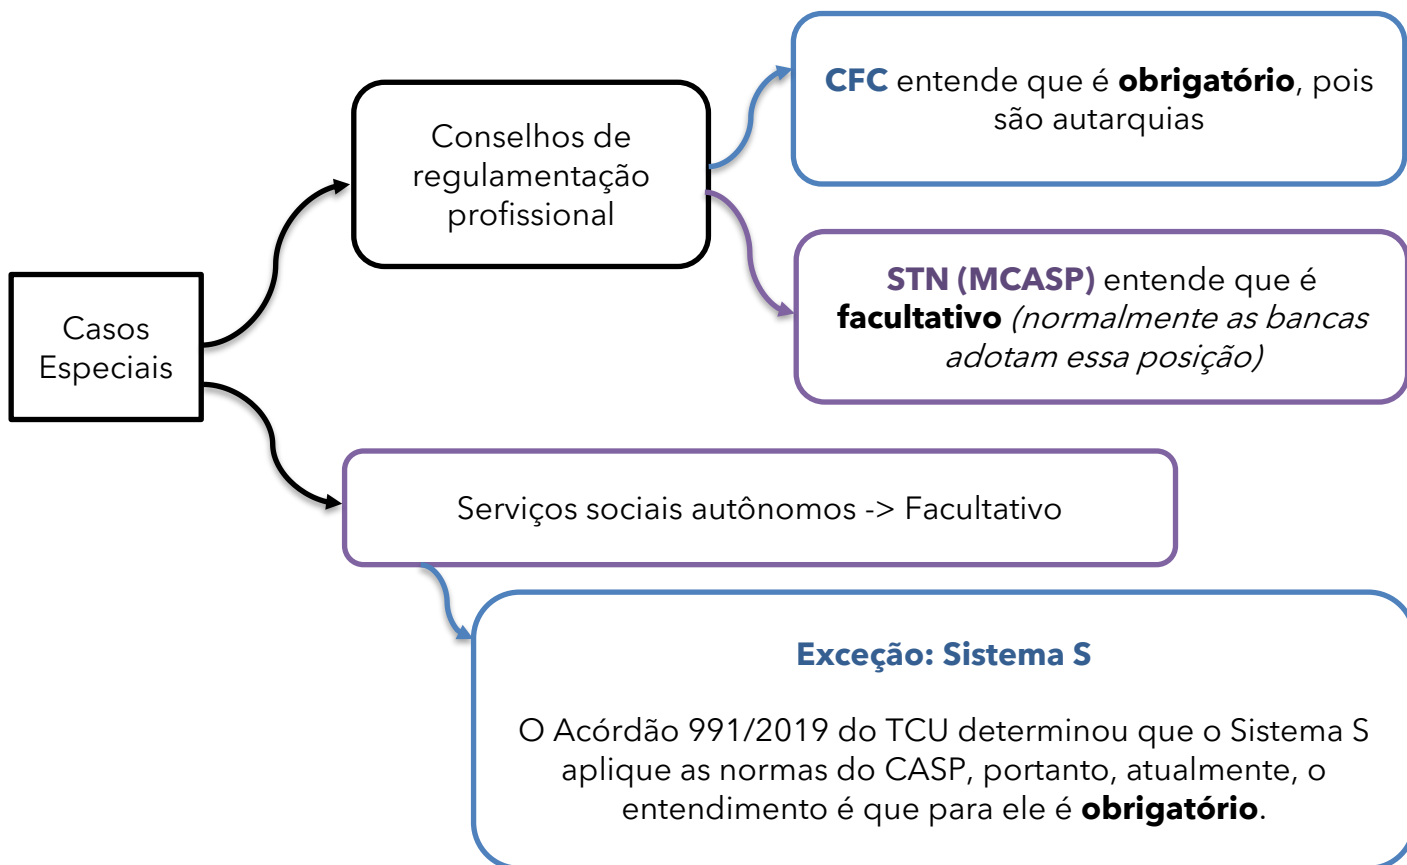 Casos
Especiais
Conselhos de
regulamentação
profissional
CFC entende que é obrigatório, pois
são autarquias
STN (MCASP) entende que é
facultativo (normalmente as bancas
adotam essa posição)
Serviços sociais autônomos -> Facultativo
Exceção: Sistema S
O Acórdão 991/2019 do TCU determinou que o Sistema S
aplique as normas do CASP, portanto, atualmente, o
entendimento é que para ele é obrigatório.